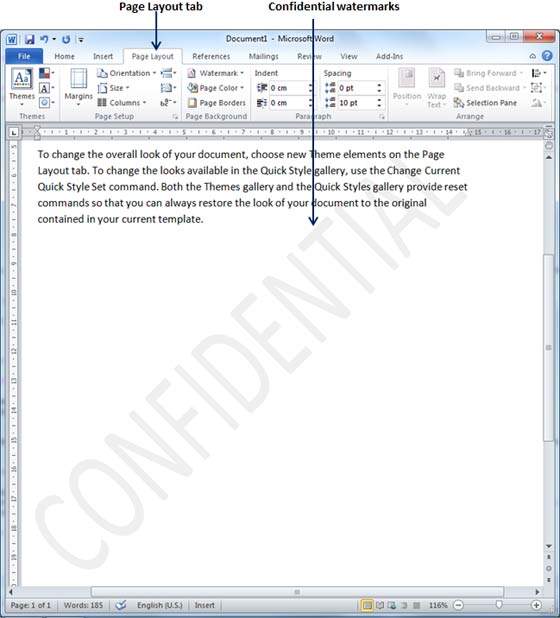 Page Layout tab Confidential watermarks
Document1 - Microsoft Word
File Home Insert Page Layout References Mailings Review View Add-Ins
Themes Margins Orientation Size Columns Watermark Page Color Page Borders Indent 0 cm 0 cm Spacing 0 pt 10 pt Position Wrap Text Bring Forward Send Backward Selection Pane
Themes Page Setup Page Background Paragraph Arrange
To change the overall look of your document, choose new Theme elements on the Page
Layout tab. To change the looks available in the Quick Style gallery, use the Change Current
Quick Style Set command. Both the Themes gallery and the Quick Styles gallery provide reset
commands so that you can always restore the look of your document to the original
contained in your current template.
CONFIDENTIAL
Page: 1 of 1 Words: 185 English (U.S.) Insert 116%